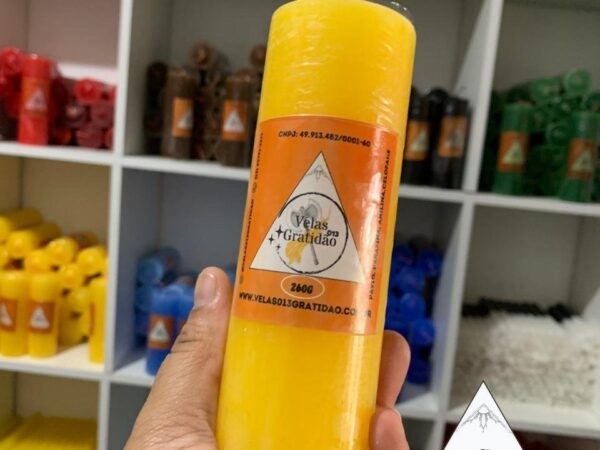 CNPJ: 49.913.452/0001-60
Velas
013
Gratidão
260G
WWW.VELAS013GRATIDAO.COM.BR